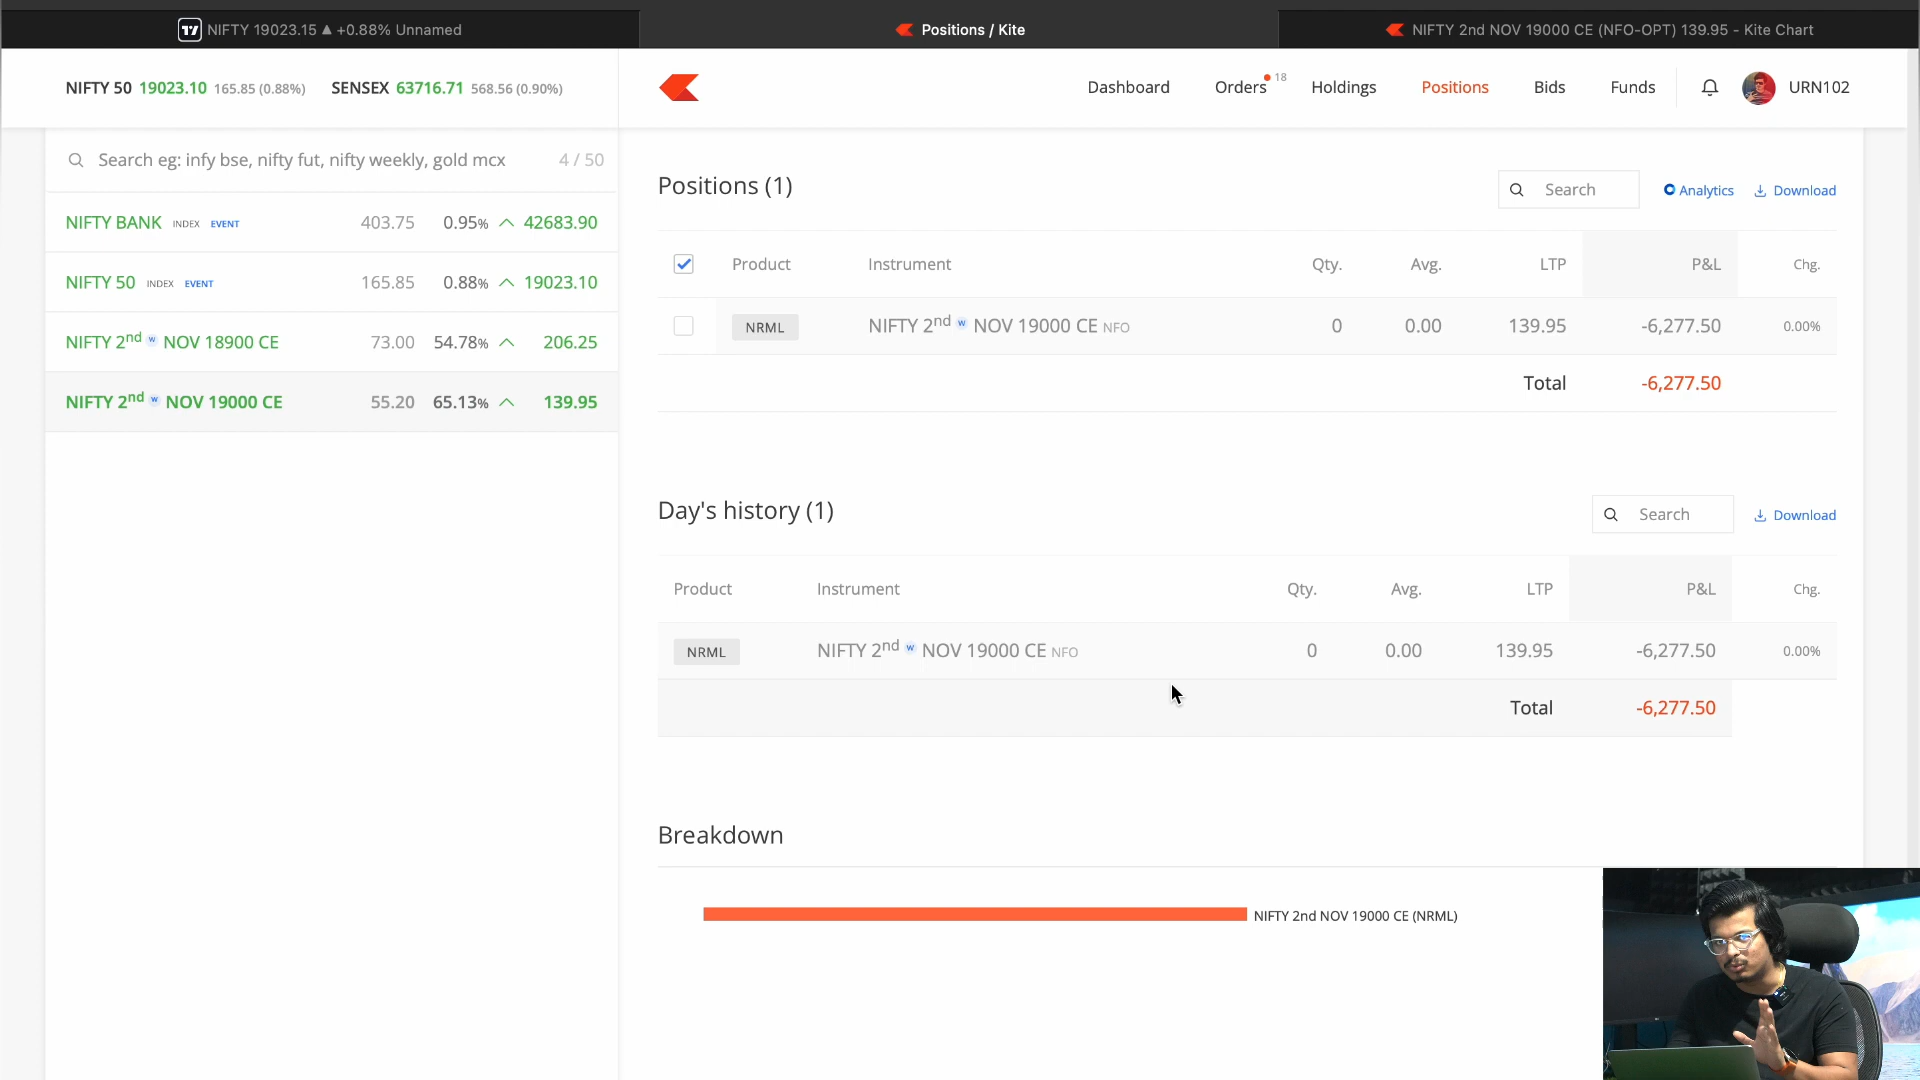 NIFTY 19023.15 ▲ +0.88% Unnamed
Positions / Kite
NIFTY 2nd NOV 19000 CE (NFO-OPT) 139.95 - Kite Chart
NIFTY 50 19023.10 165.85 (0.88%) SENSEX 63716.71 568.56 (0.90%)
Dashboard Orders 18 Holdings Positions Bids Funds URN102
Search eg: infy bse, nifty fut, nifty weekly, gold mcx 4 / 50
NIFTY BANK INDEX EVENT 403.75 0.95% 42683.90
NIFTY 50 INDEX EVENT 165.85 0.88% 19023.10
NIFTY 2nd w NOV 18900 CE 73.00 54.78% 206.25
NIFTY 2nd w NOV 19000 CE 55.20 65.13% 139.95
Positions (1) Search Analytics Download
Product Instrument Qty. Avg. LTP P&L Chg.
NRML NIFTY 2nd w NOV 19000 CE NFO 0 0.00 139.95 -6,277.50 0.00%
Total -6,277.50
Day's history (1) Search Download
Product Instrument Qty. Avg. LTP P&L Chg.
NRML NIFTY 2nd w NOV 19000 CE NFO 0 0.00 139.95 -6,277.50 0.00%
Total -6,277.50
Breakdown
NIFTY 2nd NOV 19000 CE (NRML)